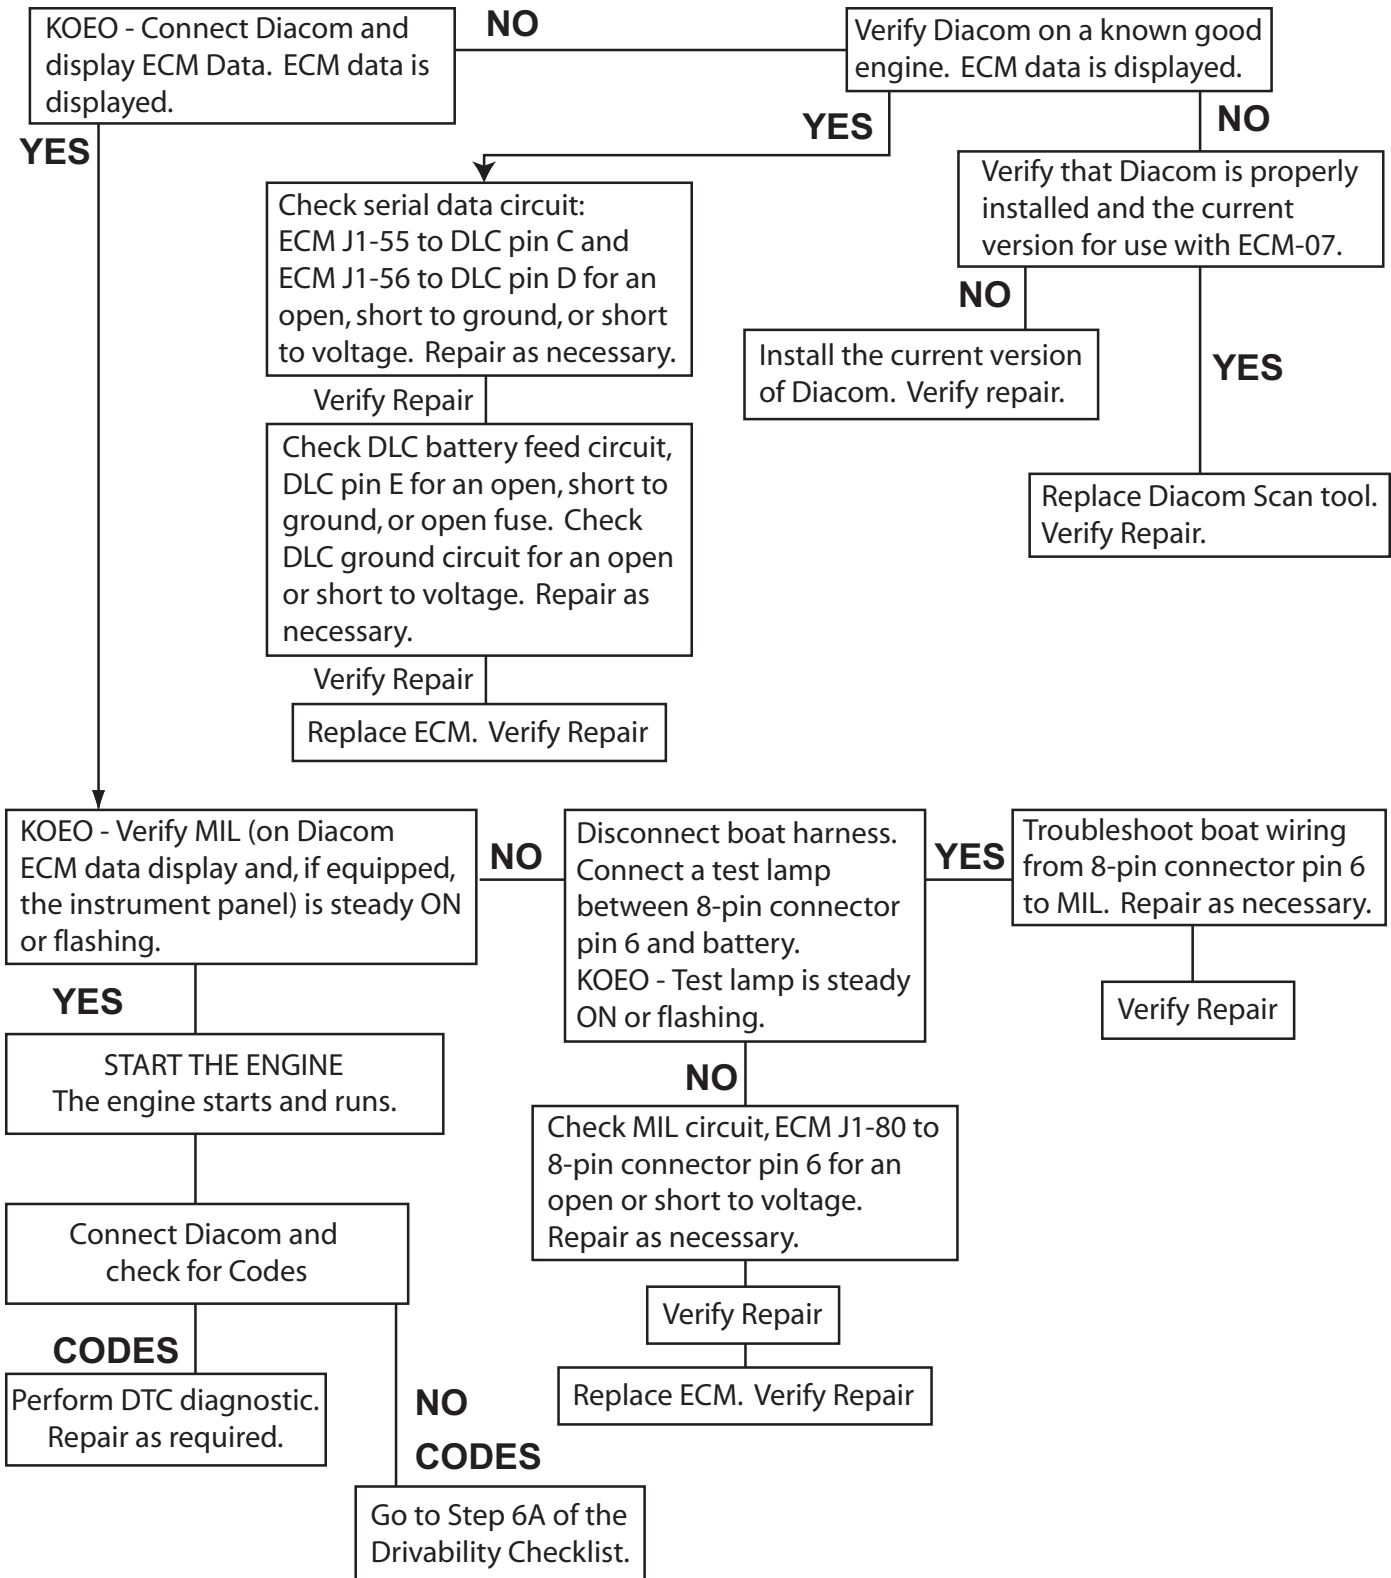 KOEO - Connect Diacom and
display ECM Data. ECM data is
displayed.
NO
Verify Diacom on a known good
engine. ECM data is displayed.
YES
YES
NO
Check serial data circuit:
ECM J1-55 to DLC pin C and
ECM J1-56 to DLC pin D for an
open, short to ground, or short
to voltage. Repair as necessary.
Verify that Diacom is properly
installed and the current
version for use with ECM-07.
NO
YES
Install the current version
of Diacom. Verify repair.
Replace Diacom Scan tool.
Verify Repair.
Verify Repair
Check DLC battery feed circuit,
DLC pin E for an open, short to
ground, or open fuse. Check
DLC ground circuit for an open
or short to voltage. Repair as
necessary.
Verify Repair
Replace ECM. Verify Repair
KOEO - Verify MIL (on Diacom
ECM data display and, if equipped,
the instrument panel) is steady ON
or flashing.
NO
Disconnect boat harness.
Connect a test lamp
between 8-pin connector
pin 6 and battery.
KOEO - Test lamp is steady
ON or flashing.
YES
Troubleshoot boat wiring
from 8-pin connector pin 6
to MIL. Repair as necessary.
Verify Repair
YES
START THE ENGINE
The engine starts and runs.
NO
Check MIL circuit, ECM J1-80 to
8-pin connector pin 6 for an
open or short to voltage.
Repair as necessary.
Verify Repair
Replace ECM. Verify Repair
Connect Diacom and
check for Codes
CODES
Perform DTC diagnostic.
Repair as required.
NO
CODES
Go to Step 6A of the
Drivability Checklist.